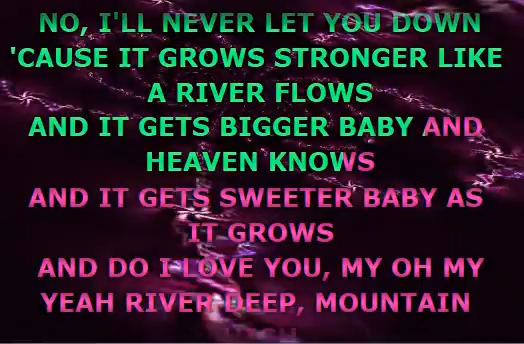 NO, I'LL NEVER LET YOU DOWN
'CAUSE IT GROWS STRONGER LIKE
A RIVER FLOWS
AND IT GETS BIGGER BABY AND
HEAVEN KNOWS
AND IT GETS SWEETER BABY AS
IT GROWS
AND DO I LOVE YOU, MY OH MY
YEAH RIVER DEEP, MOUNTAIN